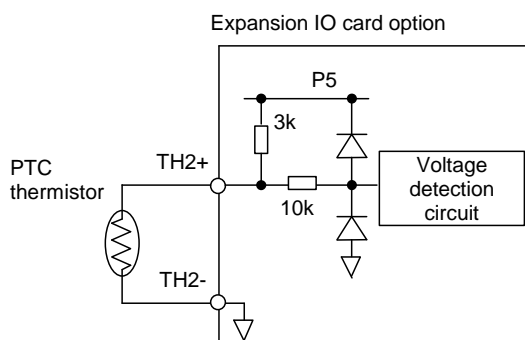 Expansion IO card option
P5
3k
PTC
thermistor
TH2+
10k
Voltage
detection
circuit
TH2-